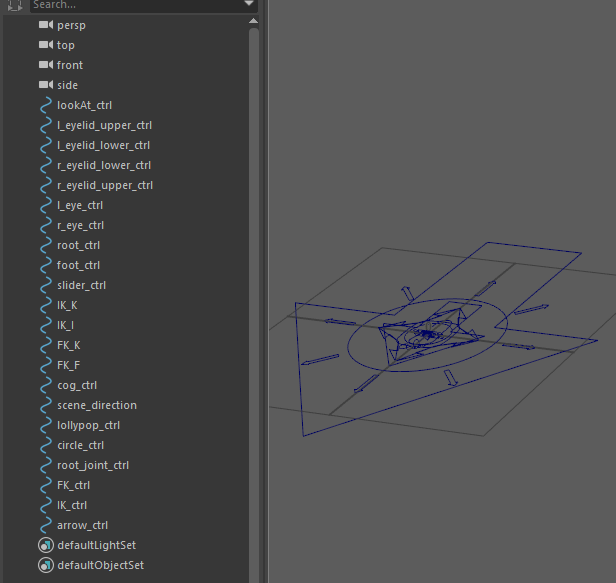 Search...
persp
top
front
side
lookAt_ctrl
l_eyelid_upper_ctrl
l_eyelid_lower_ctrl
r_eyelid_lower_ctrl
r_eyelid_upper_ctrl
l_eye_ctrl
r_eye_ctrl
root_ctrl
foot_ctrl
slider_ctrl
IK_K
IK_I
FK_K
FK_F
cog_ctrl
scene_direction
lollypop_ctrl
circle_ctrl
root_joint_ctrl
FK_ctrl
IK_ctrl
arrow_ctrl
defaultLightSet
defaultObjectSet